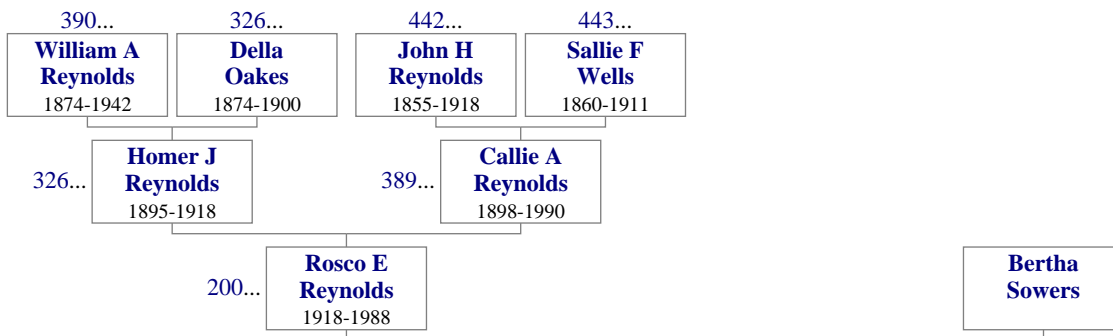 390...
326...
442...
443...
William A
Reynolds
1874-1942
Della
Oakes
1874-1900
John H
Reynolds
1855-1918
Sallie F
Wells
1860-1911
326...
Homer J
Reynolds
1895-1918
389...
Callie A
Reynolds
1898-1990
200...
Rosco E
Reynolds
1918-1988
Bertha
Sowers